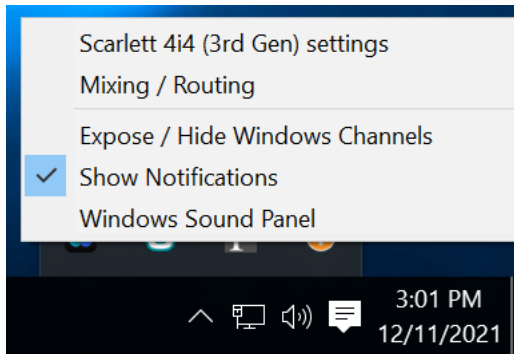 Scarlett 4i4 (3rd Gen) settings
Mixing / Routing
Expose / Hide Windows Channels
Show Notifications
Windows Sound Panel
3:01 PM
12/11/2021